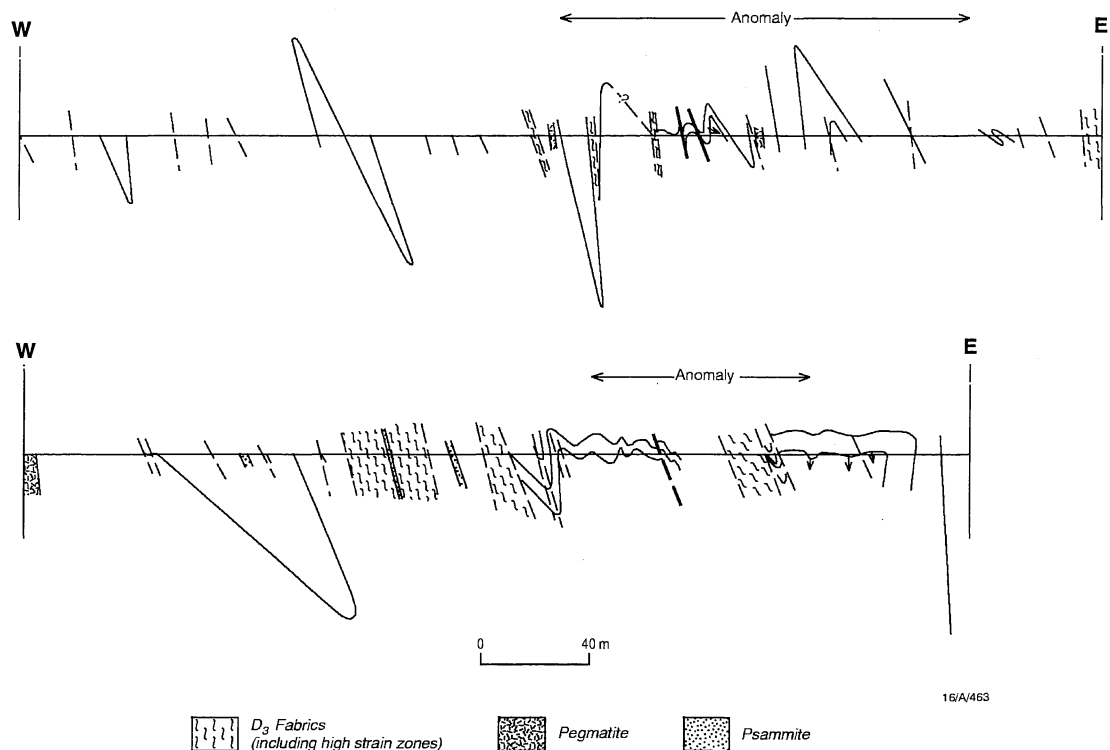 Anomaly
W
E
W
E
Anomaly
0
40 m
16/A/463
D3 Fabrics
(including high strain zones)
Pegmatite
Psammite